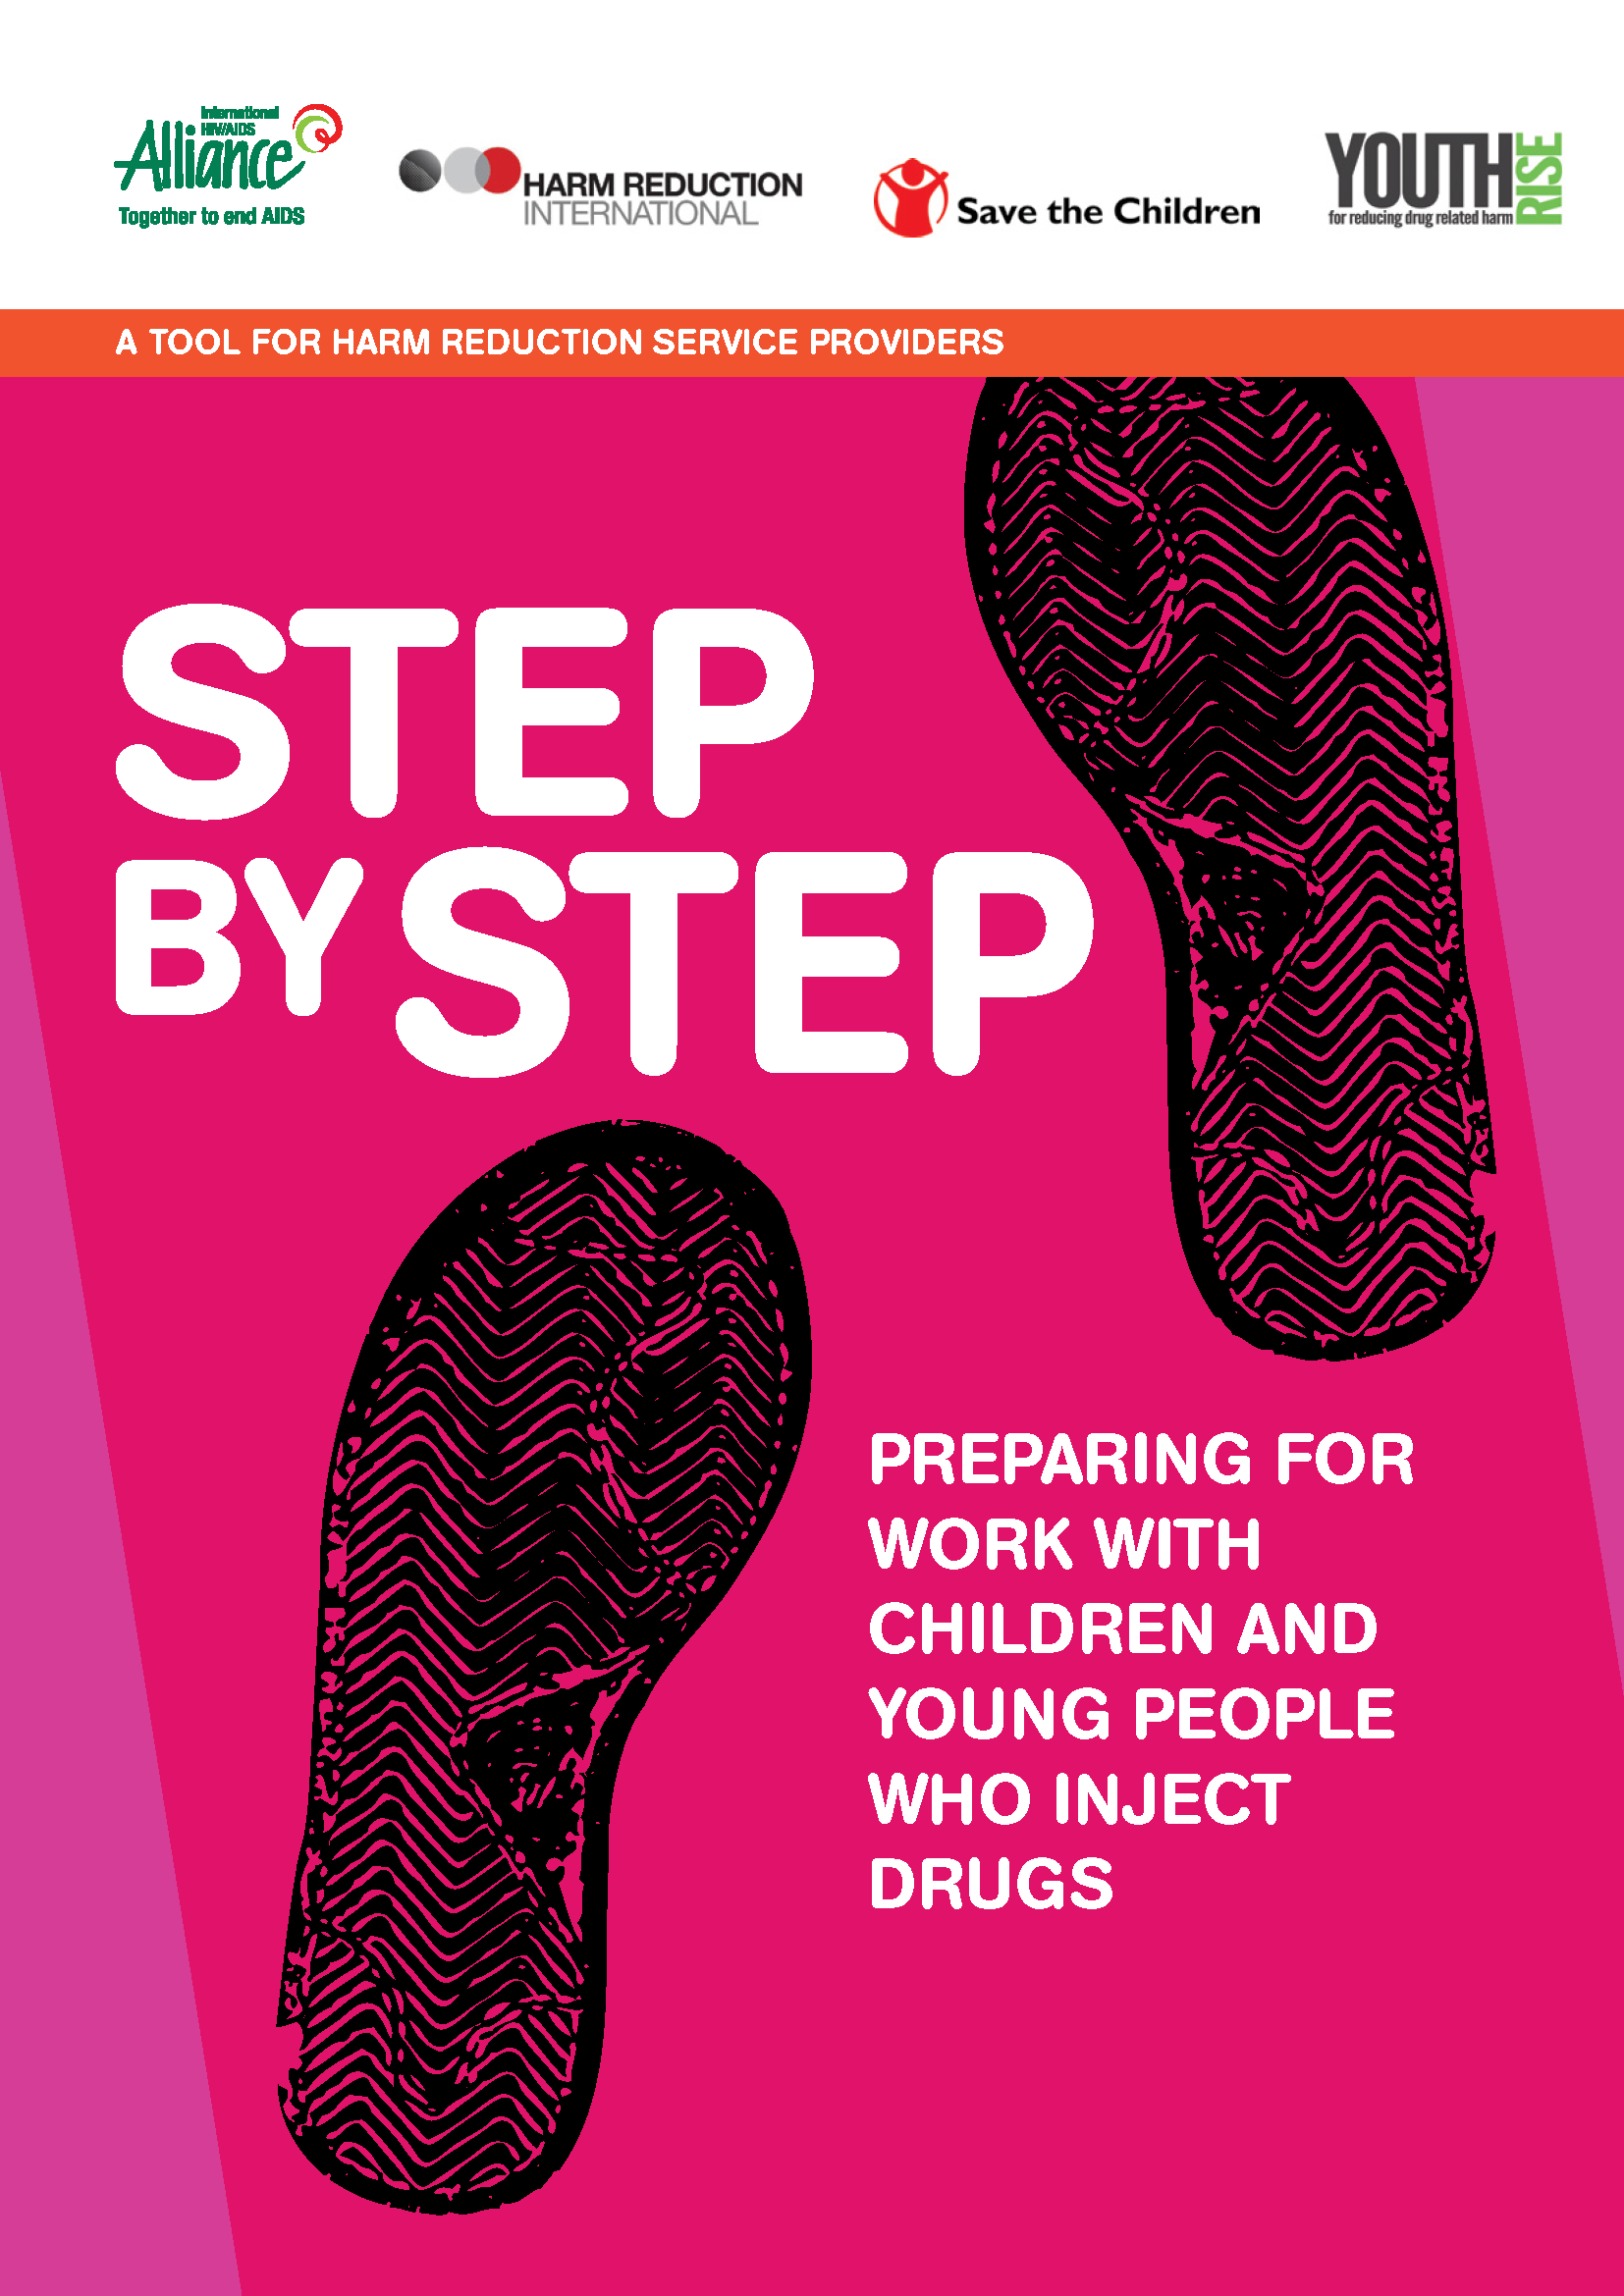 International
HIV/AIDS
Alliance
Together to end AIDS
HARM REDUCTION
INTERNATIONAL
Save the Children
YOUTH
RISE
for reducing drug related harm
A TOOL FOR HARM REDUCTION SERVICE PROVIDERS
STEP
BY STEP
PREPARING FOR
WORK WITH
CHILDREN AND
YOUNG PEOPLE
WHO INJECT
DRUGS